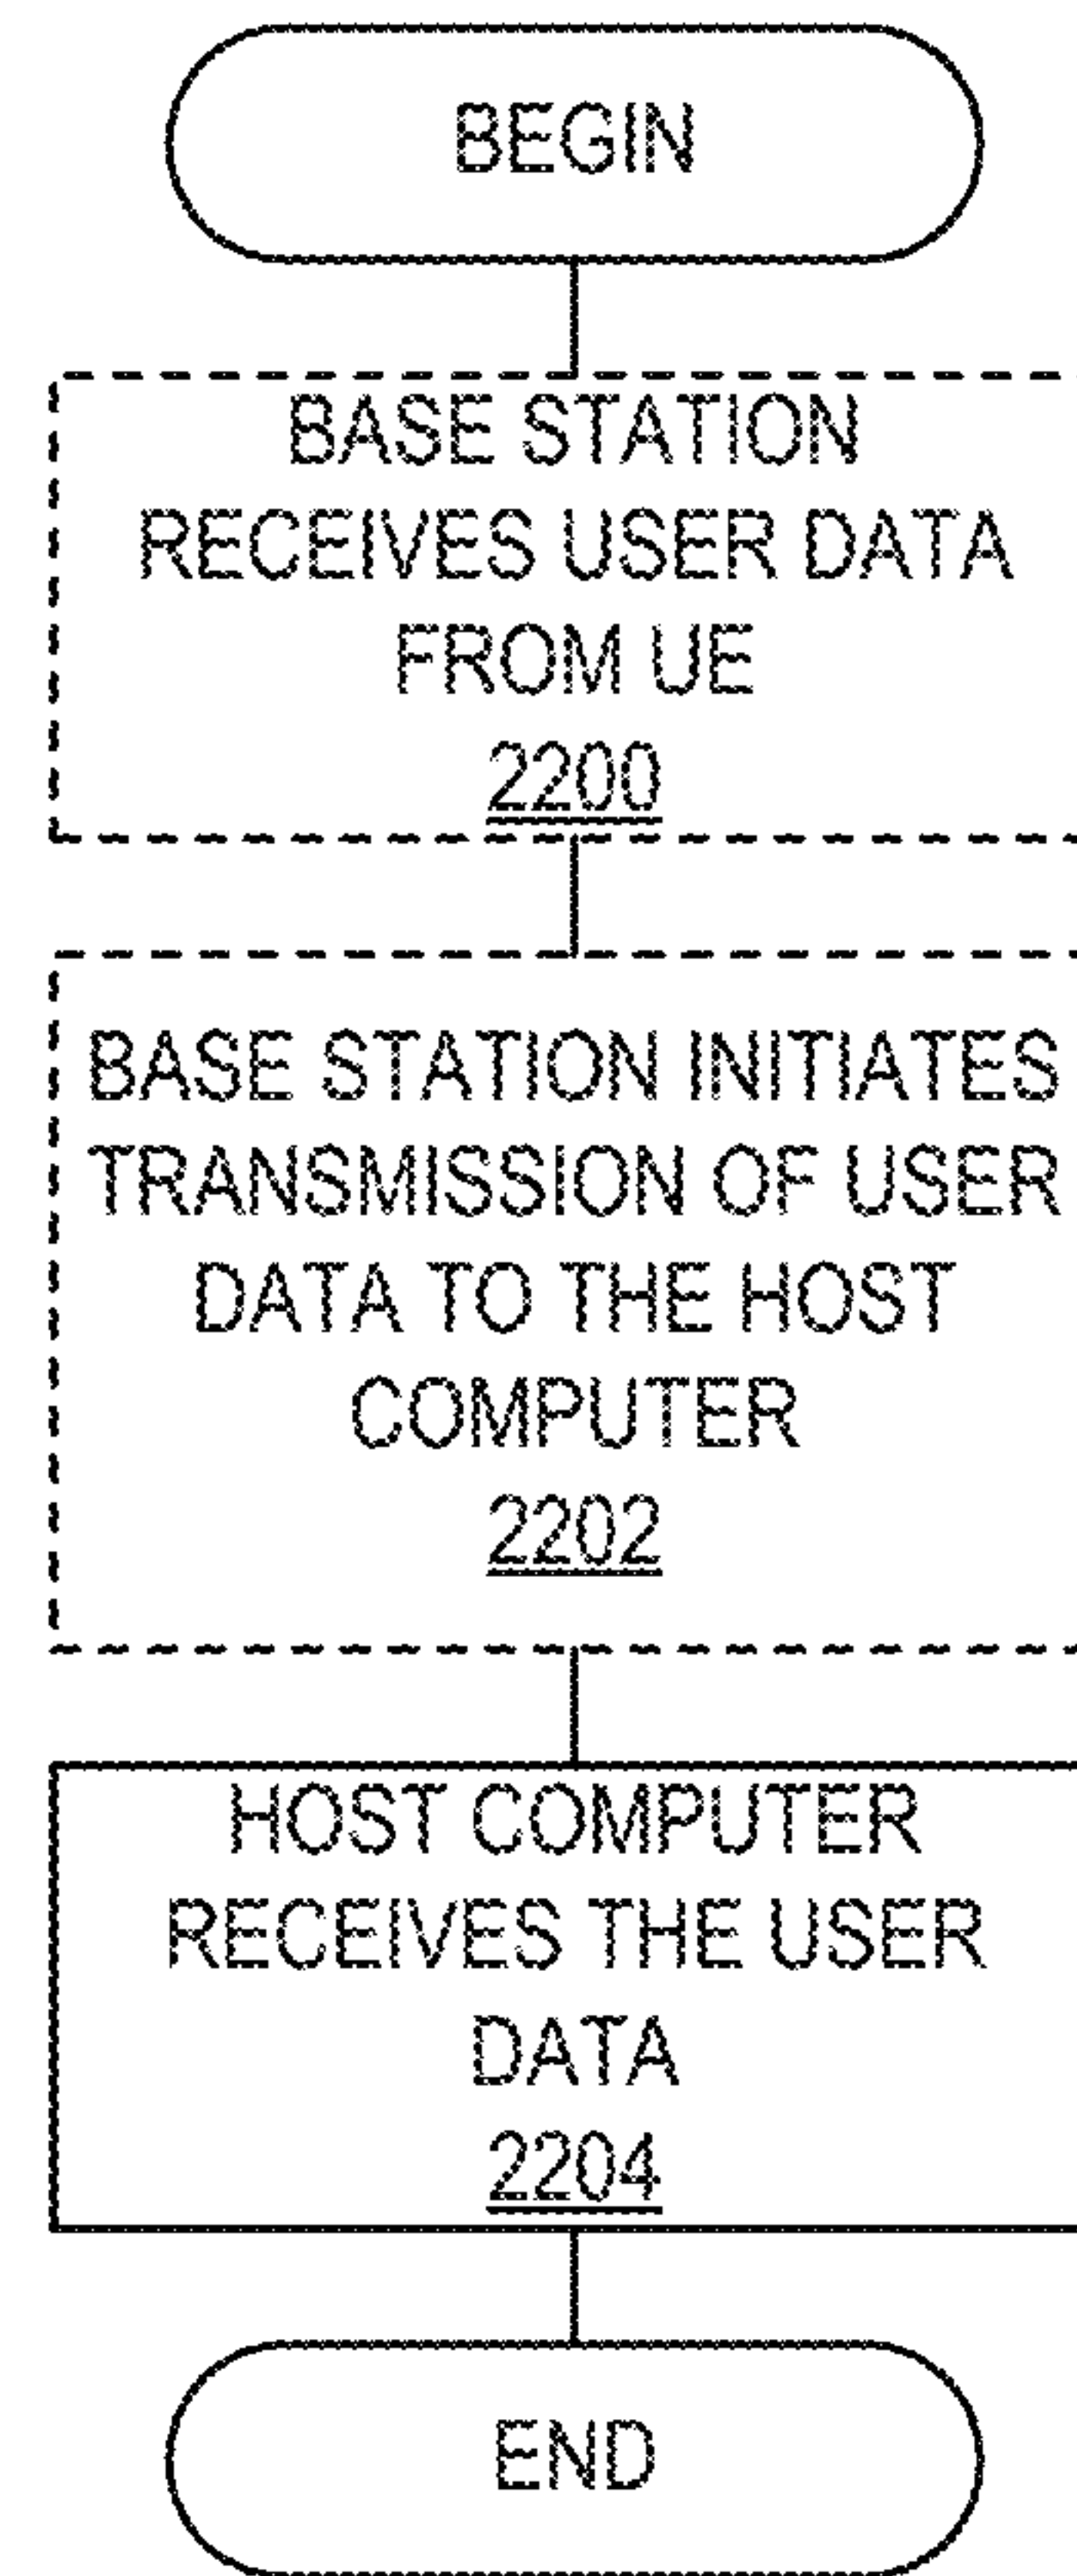 BEGIN
BASE STATION
RECEIVES USER DATA
FROM UE
2200
BASE STATION INITIATES
TRANSMISSION OF USER
DATA TO THE HOST
COMPUTER
2202
HOST COMPUTER
RECEIVES THE USER
DATA
2204
END